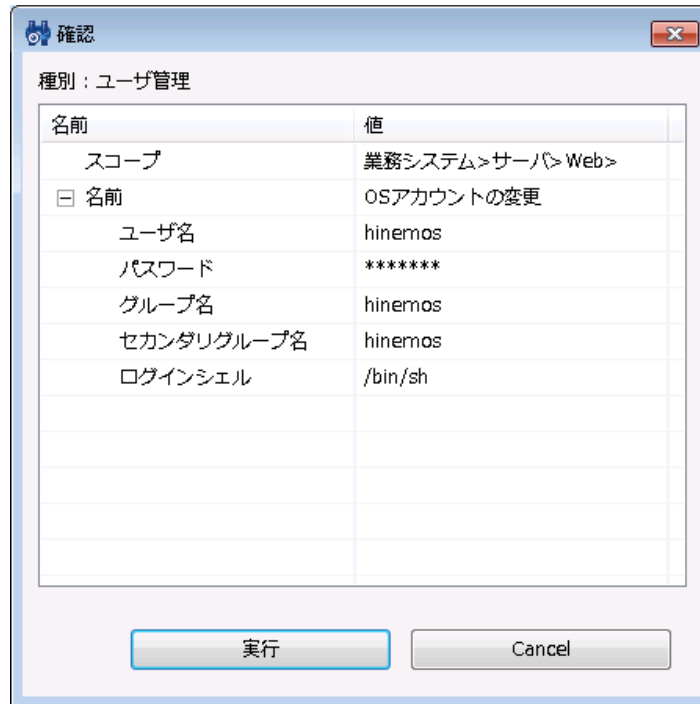 確認
種別：ユーザ管理
名前 値
スコープ 業務システム>サーバ>Web>
名前 OSアカウントの変更
ユーザ名 hinemos
パスワード *******
グループ名 hinemos
セカンダリグループ名 hinemos
ログインシェル /bin/sh
実行 Cancel